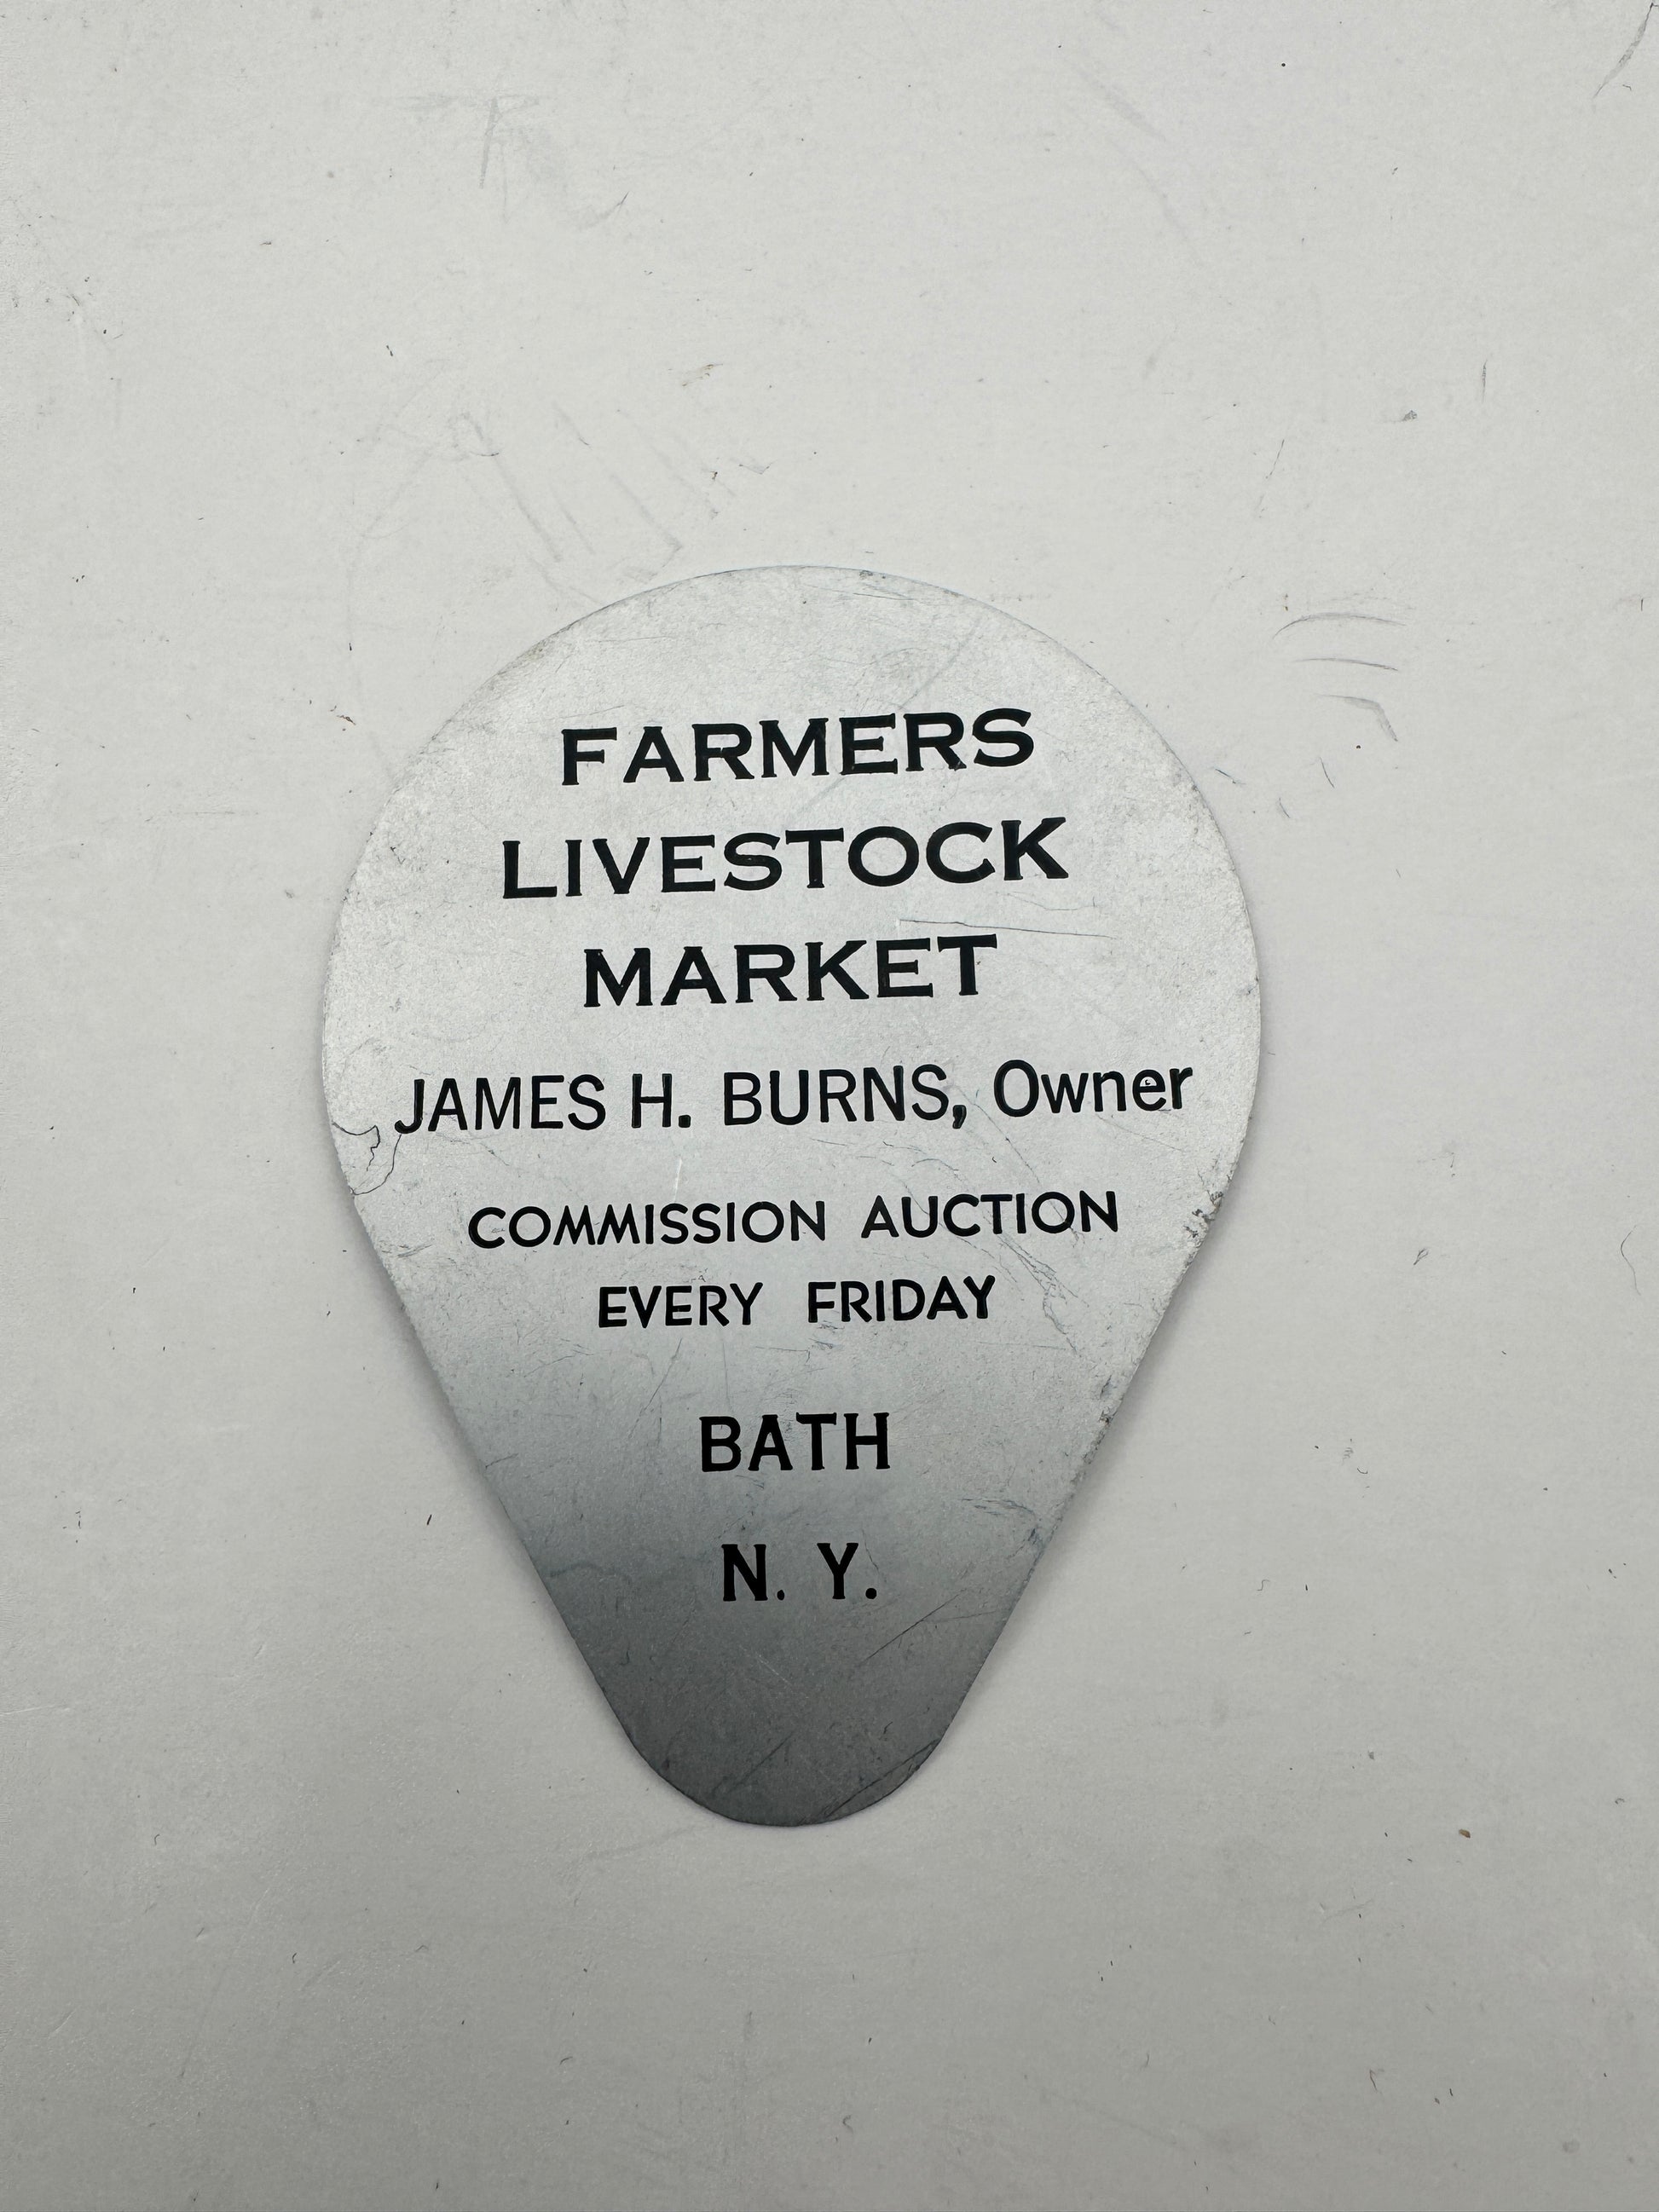 FARMERS
LIVESTOCK
MARKET
JAMES H. BURNS, Owner
COMMISSION AUCTION
EVERY FRIDAY
BATH
N. Y.